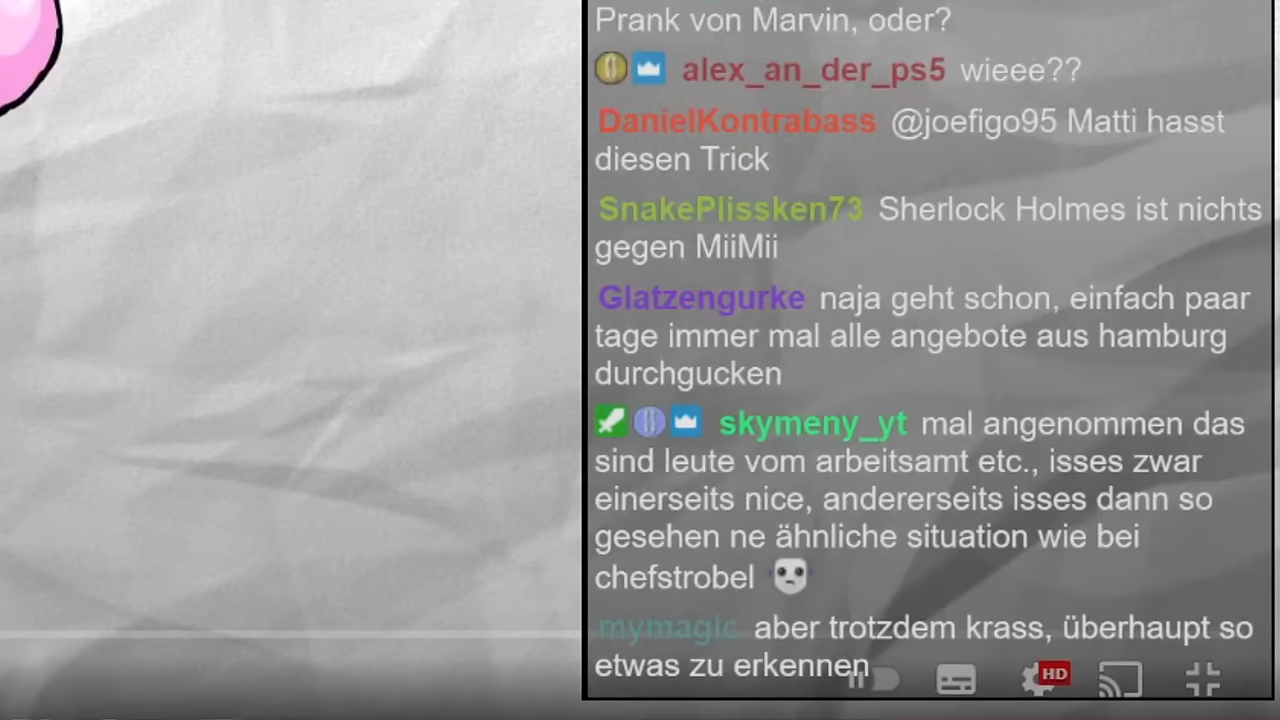 Prank von Marvin, oder?
alex_an_der_ps5 wieee??
DanielKontrabass @joefigo95 Matti hasst
diesen Trick
SnakePlissken73 Sherlock Holmes ist nichts
gegen MiiMii
Glatzengurke naja geht schon, einfach paar
tage immer mal alle angebote aus hamburg
durchgucken
skymeny_yt mal angenommen das
sind leute vom arbeitsamt etc., isses zwar
einerseits nice, andererseits isses dann so
gesehen ne ähnliche situation wie bei
chefstrobel
mymagic aber trotzdem krass, überhaupt so
etwas zu erkennen
HD